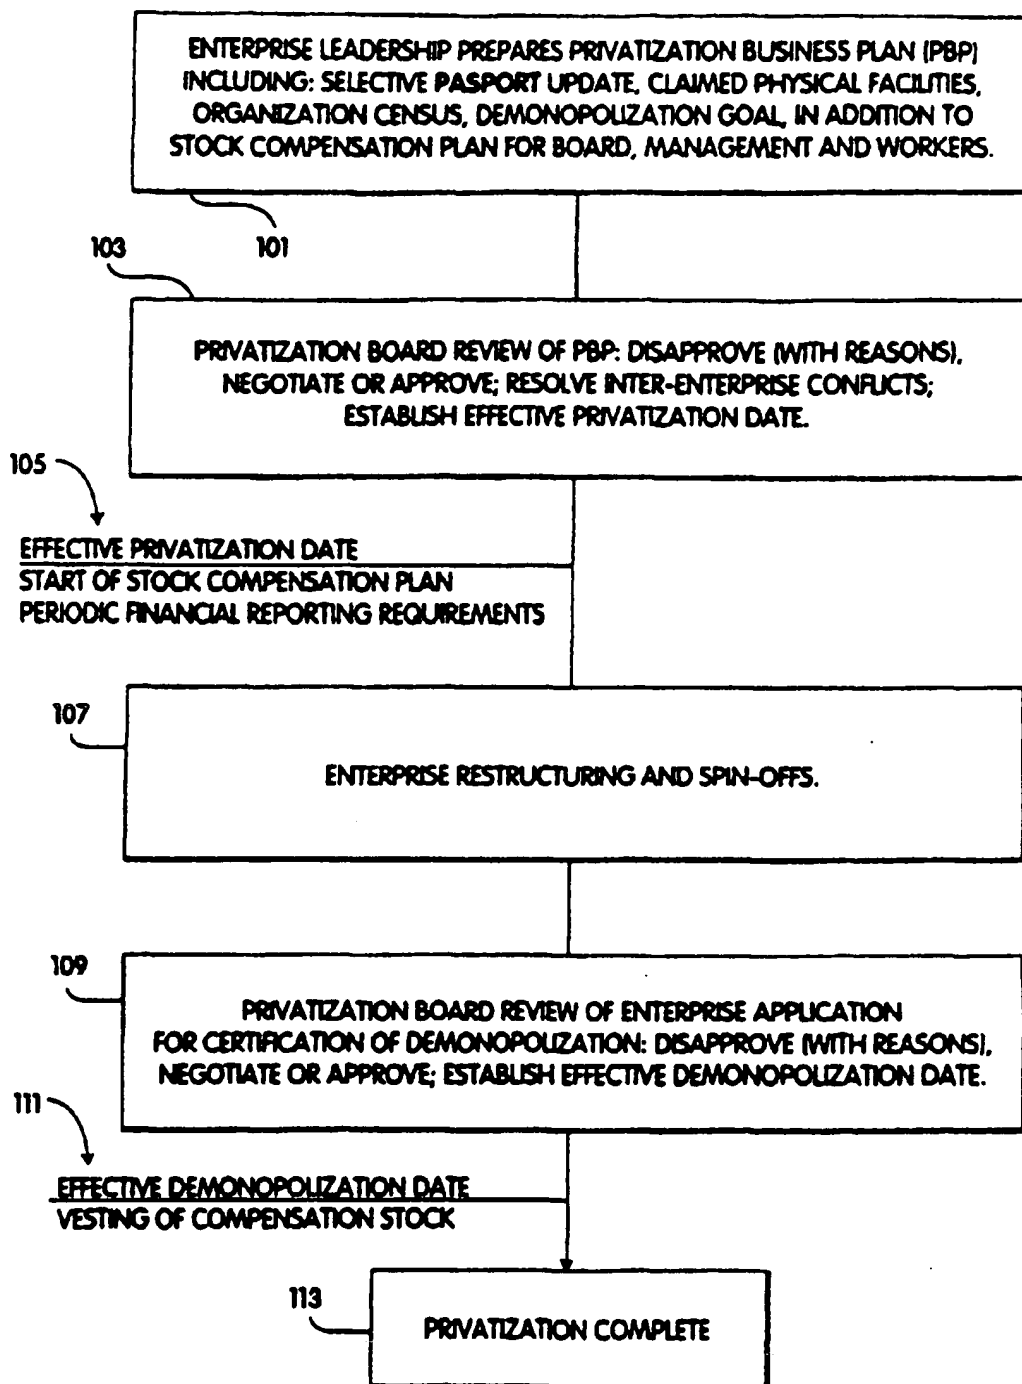 ENTERPRISE LEADERSHIP PREPARES PRIVATIZATION BUSINESS PLAN (PBP)
INCLUDING: SELECTIVE PASPORT UPDATE, CLAIMED PHYSICAL FACILITIES,
ORGANIZATION CENSUS, DEMONOPOLIZATION GOAL, IN ADDITION TO
STOCK COMPENSATION PLAN FOR BOARD, MANAGEMENT AND WORKERS.
101
103
PRIVATIZATION BOARD REVIEW OF PBP: DISAPPROVE (WITH REASONS),
NEGOTIATE OR APPROVE; RESOLVE INTER-ENTERPRISE CONFLICTS;
ESTABLISH EFFECTIVE PRIVATIZATION DATE.
105
EFFECTIVE PRIVATIZATION DATE
START OF STOCK COMPENSATION PLAN
PERIODIC FINANCIAL REPORTING REQUIREMENTS
107
ENTERPRISE RESTRUCTURING AND SPIN-OFFS.
109
PRIVATIZATION BOARD REVIEW OF ENTERPRISE APPLICATION
FOR CERTIFICATION OF DEMONOPOLIZATION: DISAPPROVE (WITH REASONS),
NEGOTIATE OR APPROVE; ESTABLISH EFFECTIVE DEMONOPOLIZATION DATE.
111
EFFECTIVE DEMONOPOLIZATION DATE
VESTING OF COMPENSATION STOCK
113
PRIVATIZATION COMPLETE